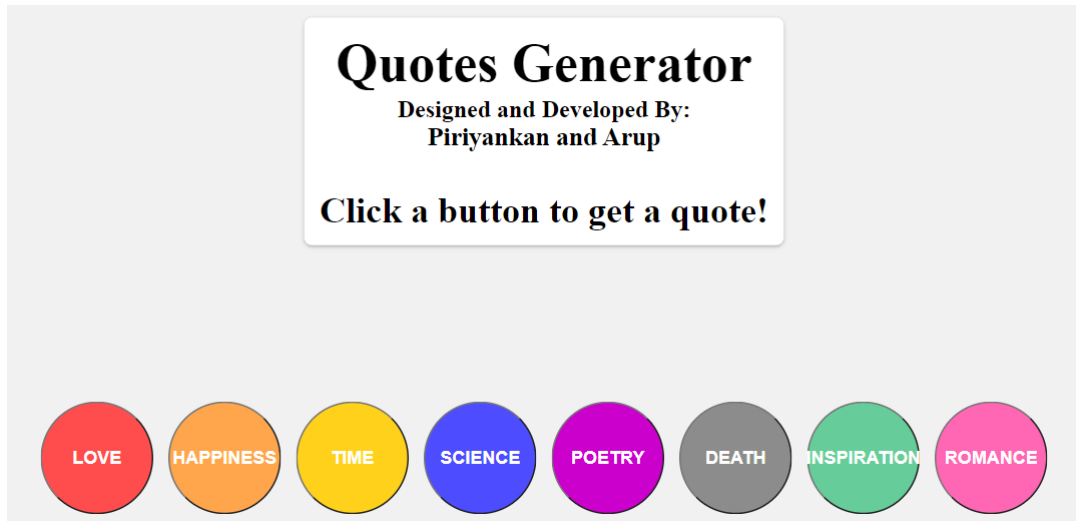 Quotes Generator
Designed and Developed By:
Piriyankan and Arup
Click a button to get a quote!
LOVE
HAPPINESS
TIME
SCIENCE
POETRY
DEATH
INSPIRATION
ROMANCE